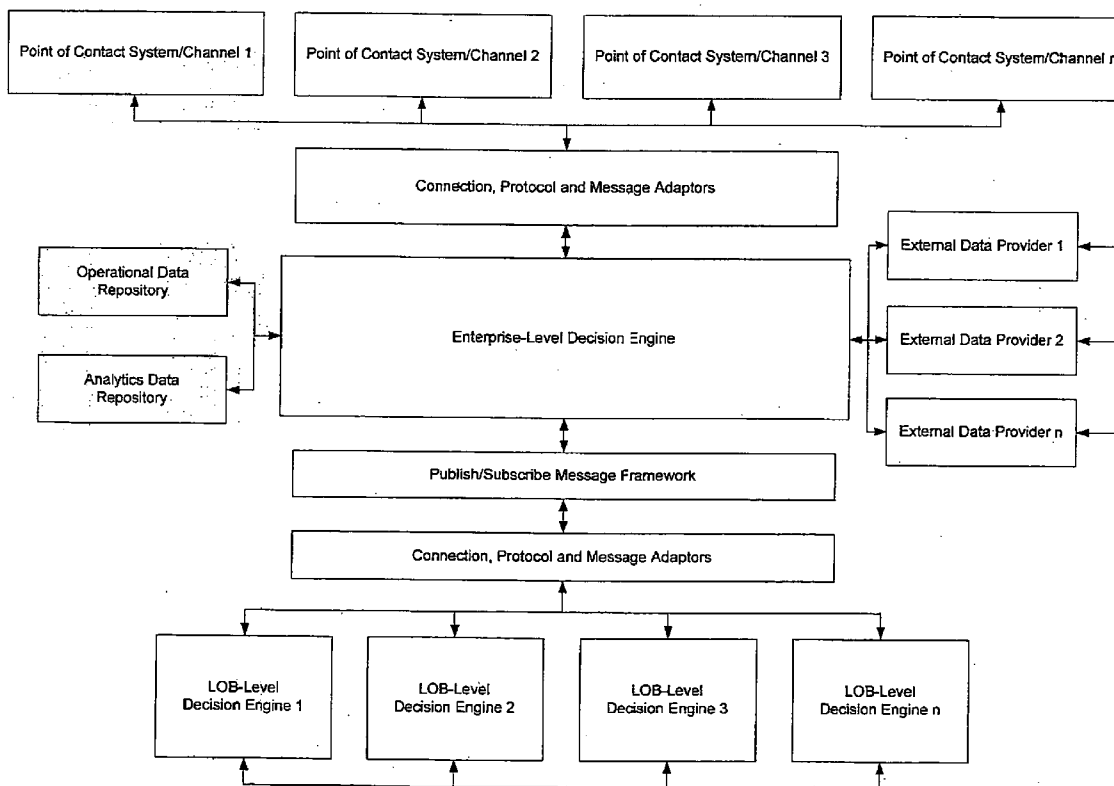 Point of Contact System/Channel 1
Point of Contact System/Channel 2
Point of Contact System/Channel 3
Point of Contact System/Channel n
Connection, Protocol and Message Adaptors
Operational Data
Repository
Analytics Data
Repository
Enterprise-Level Decision Engine
External Data Provider 1
External Data Provider 2
External Data Provider n
Publish/Subscribe Message Framework
Connection, Protocol and Message Adaptors
LOB-Level
Decision Engine 1
LOB-Level
Decision Engine 2
LOB-Level
Decision Engine 3
LOB-Level
Decision Engine n